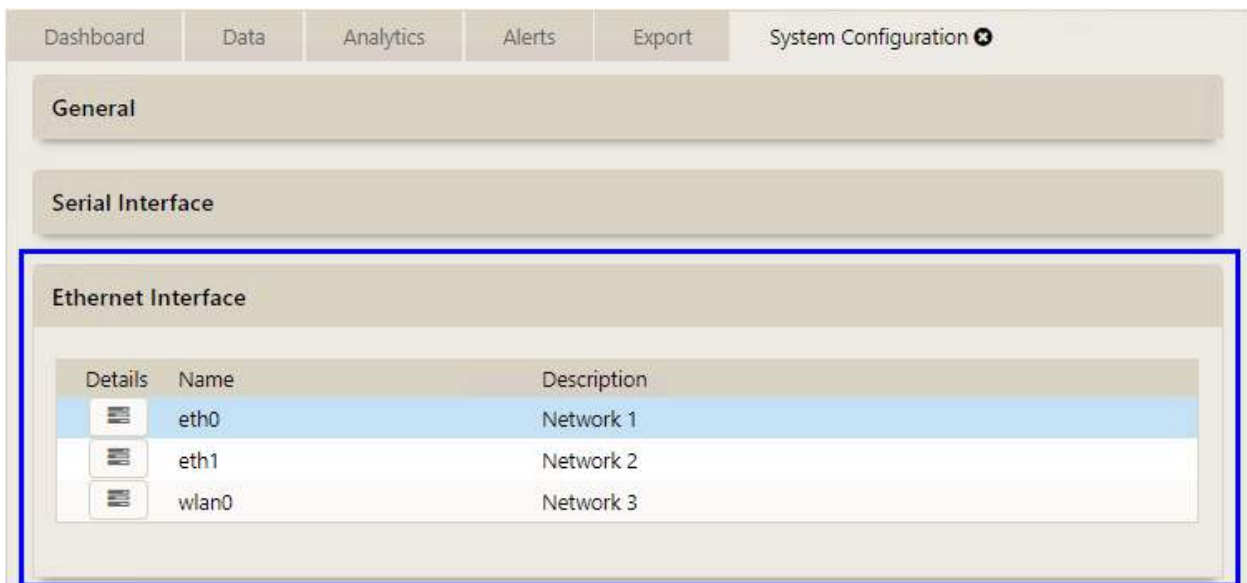 Dashboard Data Analytics Alerts Export System Configuration
General
Serial Interface
Ethernet Interface
Details Name Description
eth0 Network 1
eth1 Network 2
wlan0 Network 3